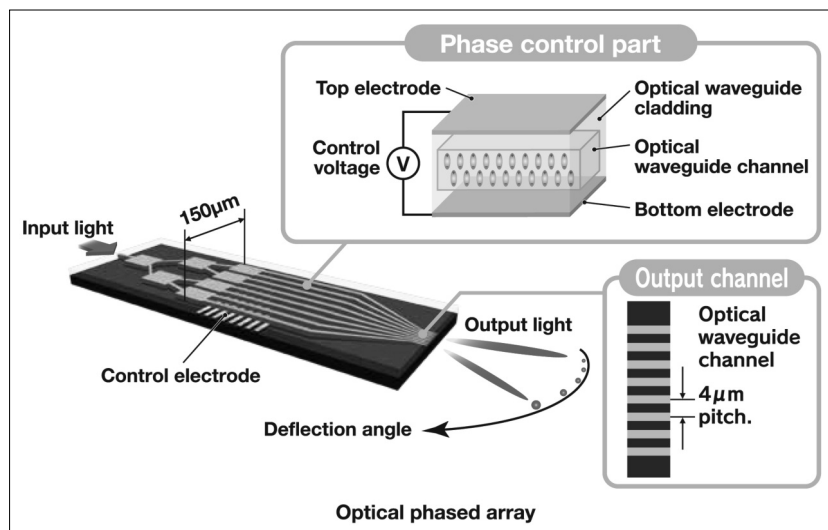 Phase control part
Top electrode
Optical waveguide
cladding
Control
voltage
V
Optical
waveguide channel
Bottom electrode
150μm
Input light
Control electrode
Output light
Deflection angle
Output channel
Optical
waveguide
channel
4μm
pitch.
Optical phased array